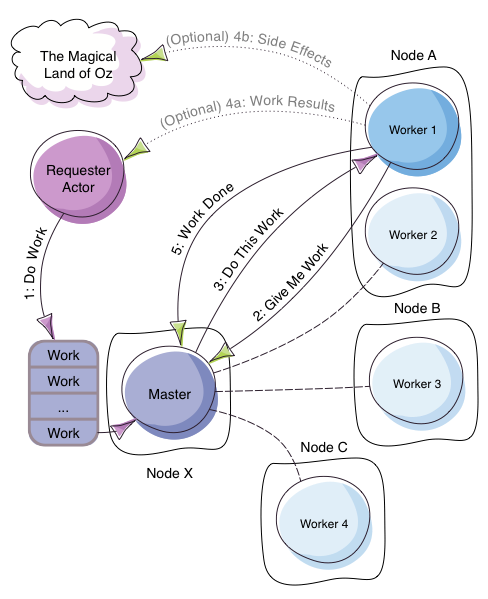 (Optional) 4b: Side Effects
The Magical
Land of Oz
Node A
(Optional) 4a: Work Results
Worker 1
Requester
Actor
5: Work Done
3: Do This Work
2: Give Me Work
1: Do Work
Worker 2
Node B
Work
Work
...
Work
Master
Worker 3
Node X
Node C
Worker 4